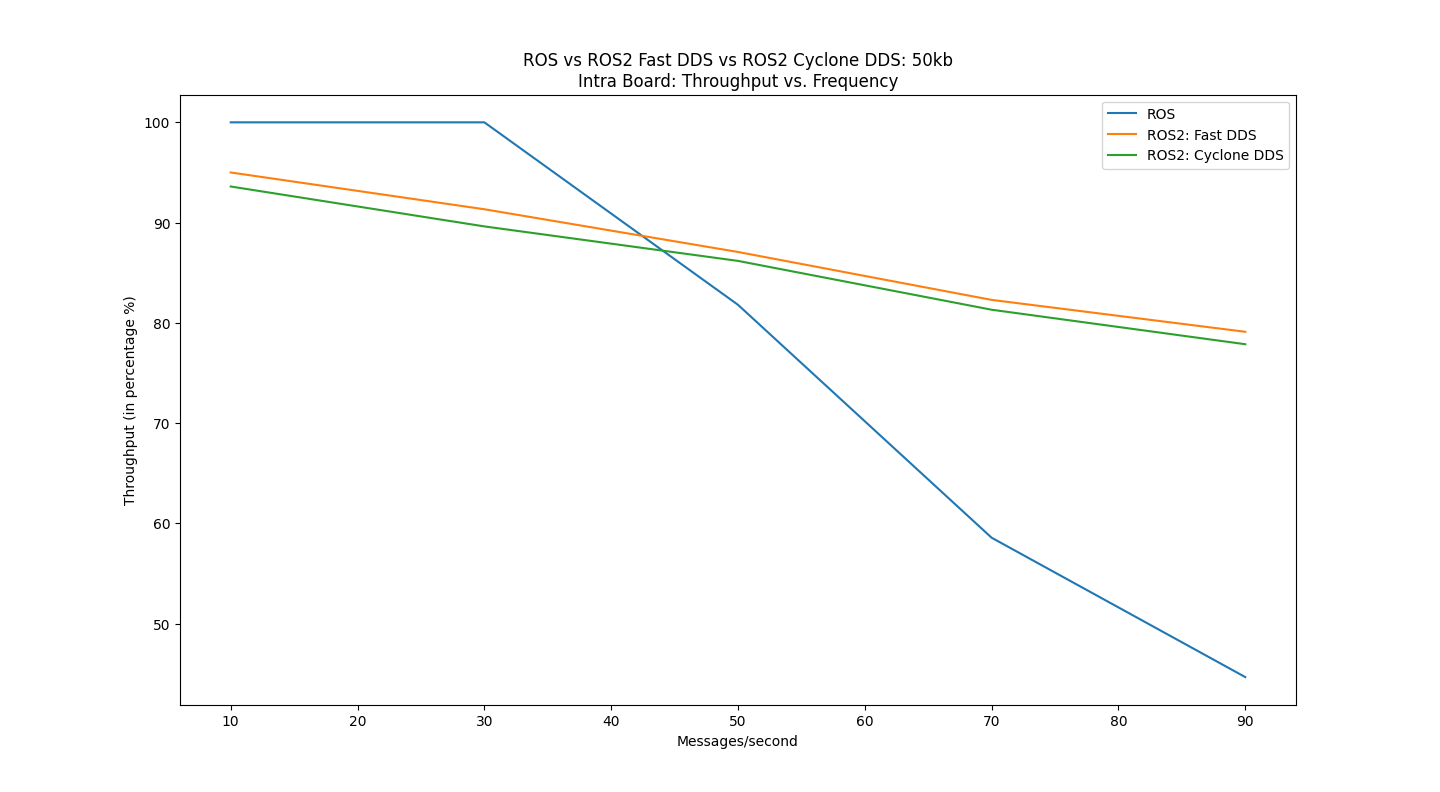 ROS vs ROS2 Fast DDS vs ROS2 Cyclone DDS: 50kb
Intra Board: Throughput vs. Frequency
ROS
ROS2: Fast DDS
ROS2: Cyclone DDS
Throughput (in percentage %)
100
90
80
70
60
50
10 20 30 40 50 60 70 80 90
Messages/second